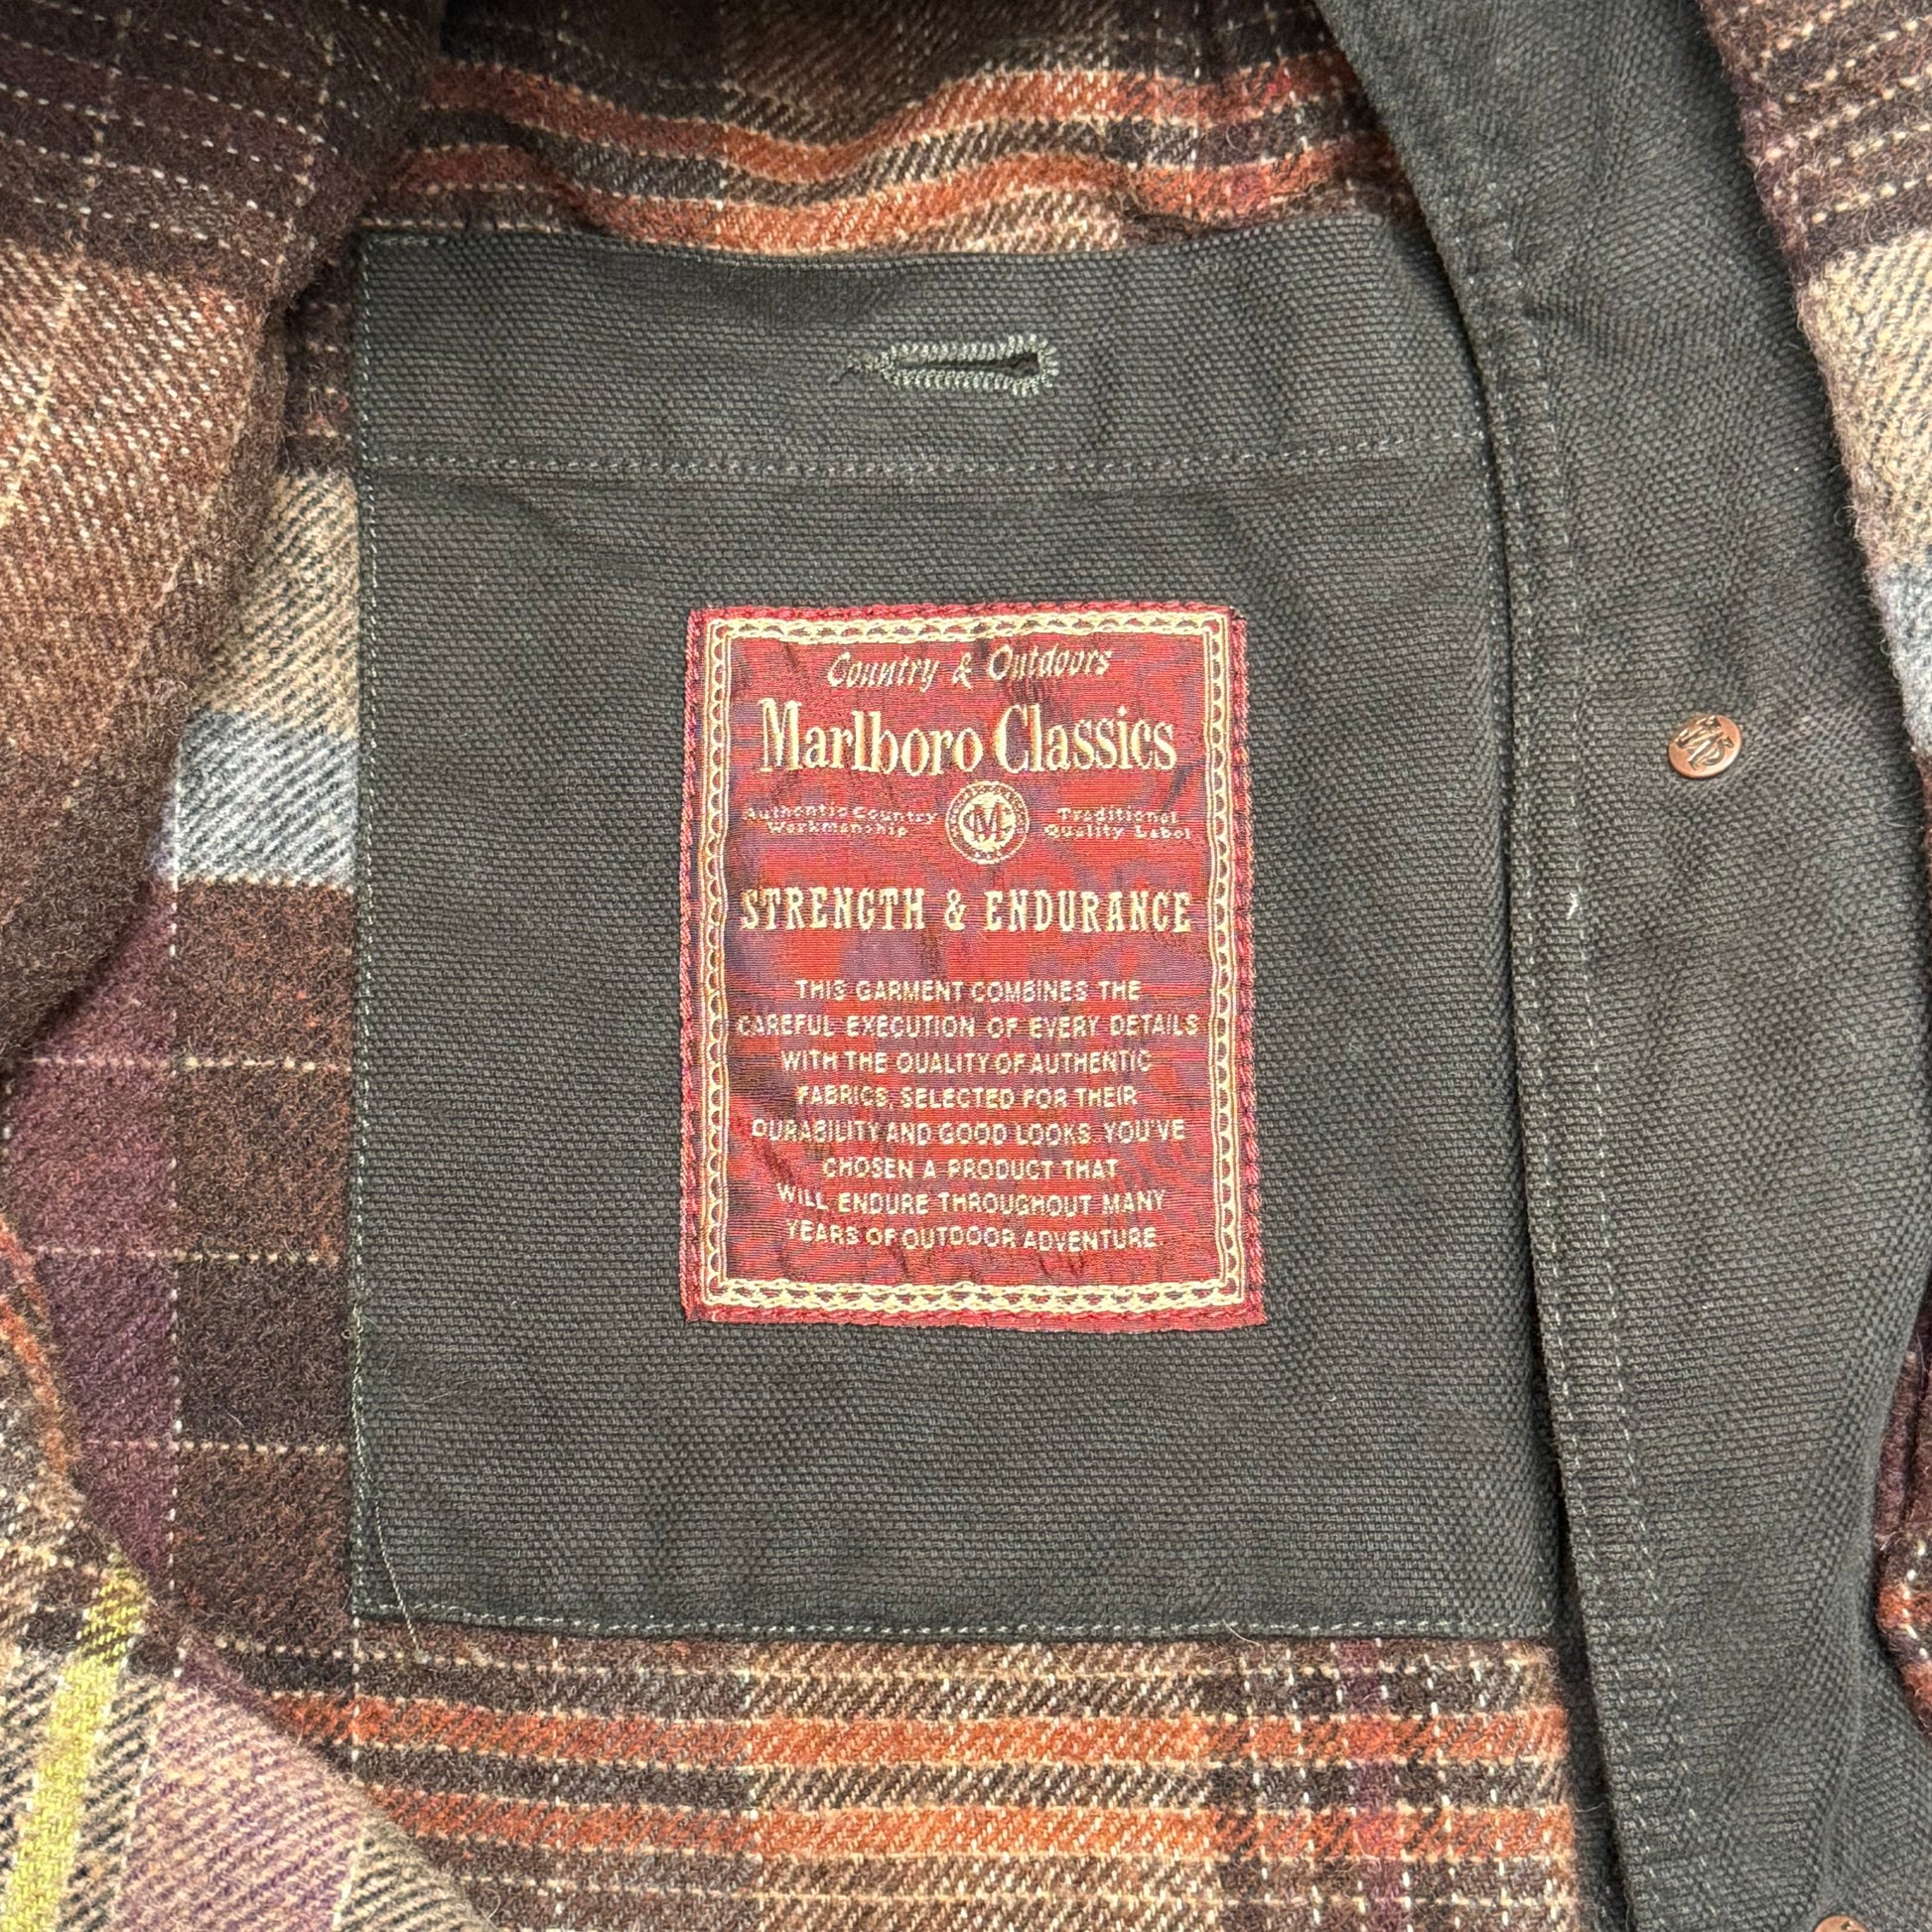 Country & Outdoors
Marlboro Classics
Authentic Country Workmanship
M
Traditional Quality Label
STRENGTH & ENDURANCE
THIS GARMENT COMBINES THE
CAREFUL EXECUTION OF EVERY DETAILS
WITH THE QUALITY OF AUTHENTIC
FABRICS, SELECTED FOR THEIR
DURABILITY AND GOOD LOOKS. YOU'VE
CHOSEN A PRODUCT THAT
WILL ENDURE THROUGHOUT MANY
YEARS OF OUTDOOR ADVENTURE.